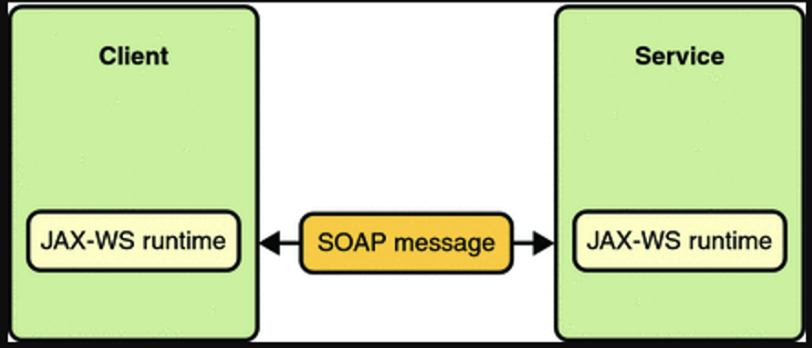 Client
Service
JAX-WS runtime
SOAP message
JAX-WS runtime